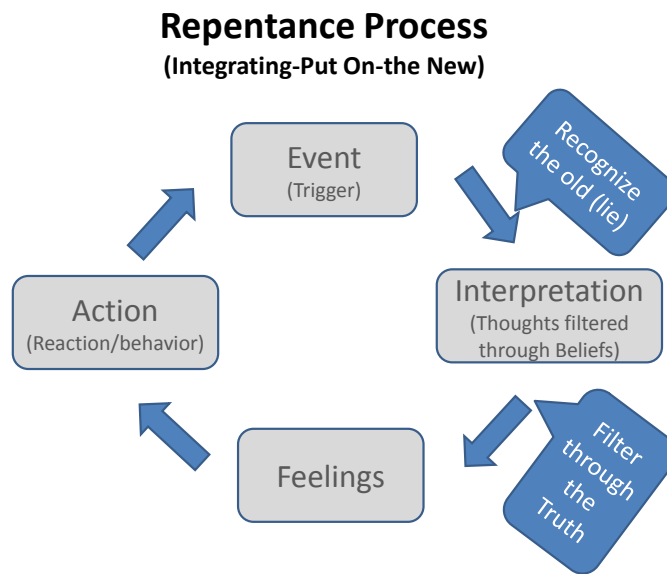 Repentance Process
(Integrating-Put On-the New)
Event
(Trigger)
Recognize
the old (lie)
Interpretation
(Thoughts filtered
through Beliefs)
Filter
through
the
Truth
Feelings
Action
(Reaction/behavior)